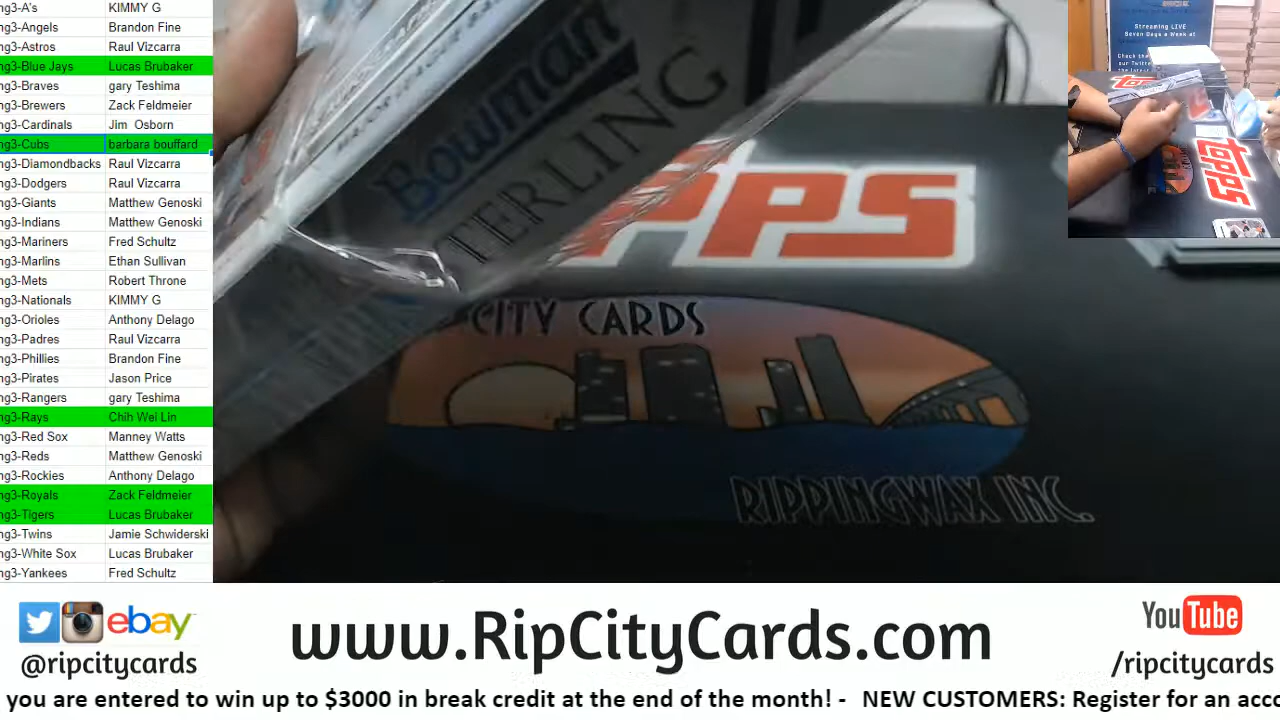 ng3-A's KIMMY G
ng3-Angels Brandon Fine
ng3-Astros Raul Vizcarra
ng3-Blue Jays Lucas Brubaker
ng3-Braves gary Teshima
ng3-Brewers Zack Feldmeier
ng3-Cardinals Jim Osborn
ng3-Cubs barbara bouffard
ng3-Diamondbacks Raul Vizcarra
ng3-Dodgers Raul Vizcarra
ng3-Giants Matthew Genoski
ng3-Indians Matthew Genoski
ng3-Mariners Fred Schultz
ng3-Marlins Ethan Sullivan
ng3-Mets Robert Throne
ng3-Nationals KIMMY G
ng3-Orioles Anthony Delago
ng3-Padres Raul Vizcarra
ng3-Phillies Brandon Fine
ng3-Pirates Jason Price
ng3-Rangers gary Teshima
ng3-Rays Chih Wei Lin
ng3-Red Sox Manney Watts
ng3-Reds Matthew Genoski
ng3-Rockies Anthony Delago
ng3-Royals Zack Feldmeier
ng3-Tigers Lucas Brubaker
ng3-Twins Jamie Schwiderski
ng3-White Sox Lucas Brubaker
ng3-Yankees Fred Schultz
Bowman
STERLING
PPS
CITY CARDS
RIPPINGWAX INC.
Streaming LIVE
Seven Days a Week at
Topps
ebay
@ripcitycards
www.RipCityCards.com
YouTube
/ripcitycards
you are entered to win up to $3000 in break credit at the end of the month! - NEW CUSTOMERS: Register for an acco